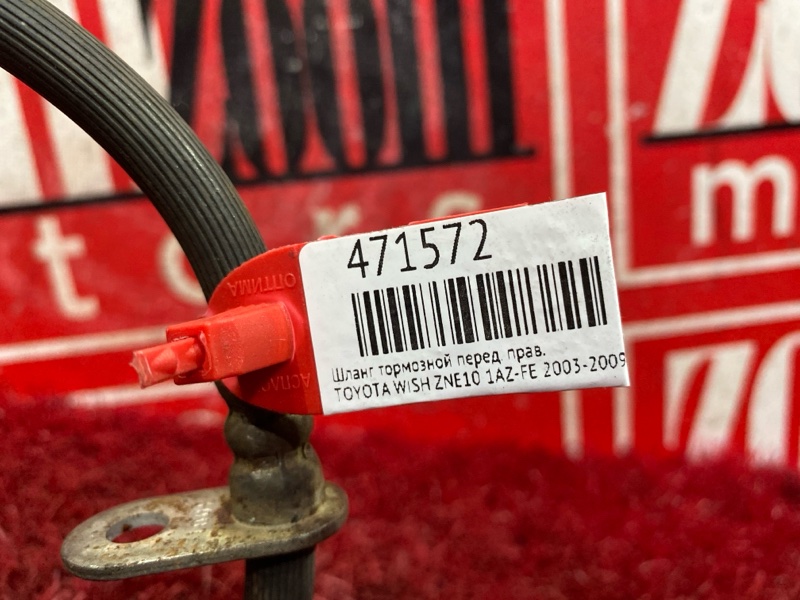 471572
Шланг тормозной перед. прав.
TOYOTA WISH ZNE10 1AZ-FE 2003-2009
ОПТИМА
t o r s
m